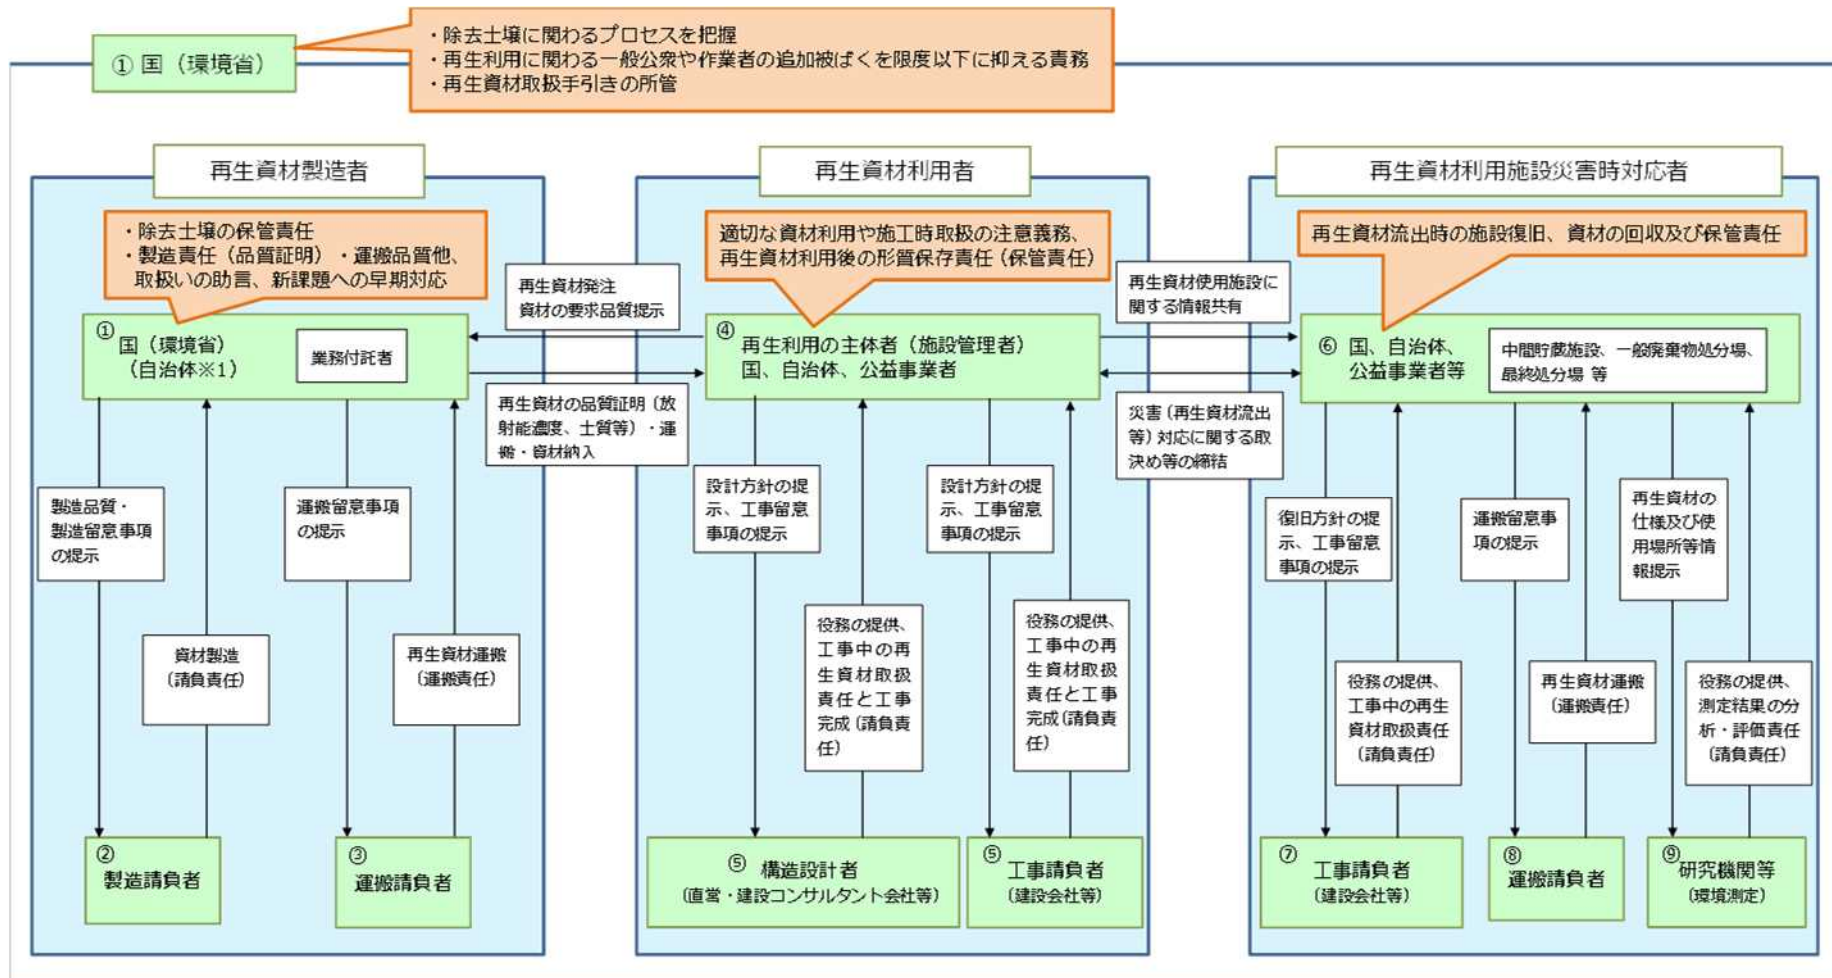 ① 国（環境省）
・除去土壌に関わるプロセスを把握
・再生利用に関わる一般公衆や作業者の追加被ばくを限度以下に抑える責務
・再生資材取扱手引きの所管
再生資材製造者
・除去土壌の保管責任
・製造責任（品質証明）・運搬品質他、
取扱いの助言、新課題への早期対応
①
国（環境省）
（自治体※1）
業務付託者
製造品質・
製造留意事項
の提示
運搬留意事項
の提示
資材製造
（請負責任）
再生資材運搬
（運搬責任）
②
製造請負者
③
運搬請負者
再生資材発注
資材の要求品質提示
再生資材の品質証明（放
射能濃度、土質等）・運
搬・資材納入
再生資材利用者
適切な資材利用や施工時取扱の注意義務、
再生資材利用後の形質保存責任（保管責任）
④
再生利用の主体者（施設管理者）
国、自治体、公益事業者
設計方針の提
示、工事留意
事項の提示
設計方針の提
示、工事留意
事項の提示
役務の提供、
工事中の再
生資材取扱
責任と工事
完成（請負責
任）
役務の提供、
工事中の再
生資材取扱
責任と工事
完成（請負責
任）
⑤ 構造設計者
（直営・建設コンサルタント会社等）
⑤ 工事請負者
（建設会社等）
再生資材使用施設に
関する情報共有
災害（再生資材流出
等）対応に関する取
決め等の締結
再生資材利用施設災害時対応者
再生資材流出時の施設復旧、資材の回収及び保管責任
⑥ 国、自治体、
公益事業者等
中間貯蔵施設、一般廃棄物処分場、
最終処分場 等
復旧方針の提
示、工事留意
事項の提示
運搬留意事
項の提示
再生資材の
仕様及び使
用場所等情
報提示
役務の提供、
工事中の再生
資材取扱責任
（請負責任）
再生資材運搬
（運搬責任）
役務の提供、
測定結果の分
析・評価責任
（請負責任）
⑦ 工事請負者
（建設会社等）
⑧
運搬請負者
⑨
研究機関等
（環境測定）